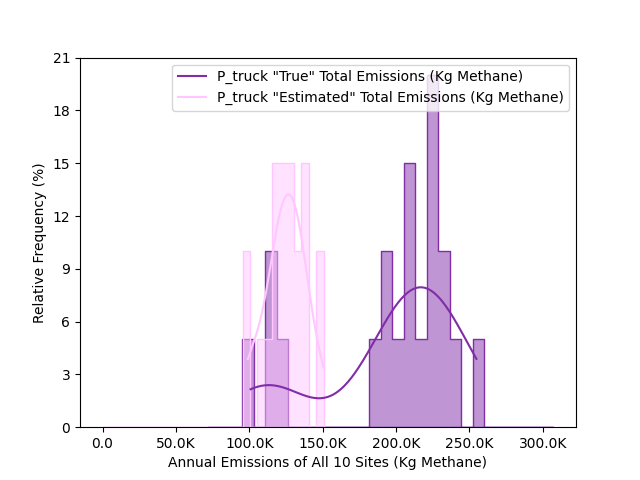 21
18
15
12
9
6
3
0
Relative Frequency (%)
P_truck "True" Total Emissions (Kg Methane)
P_truck "Estimated" Total Emissions (Kg Methane)
0.0 50.0K 100.0K 150.0K 200.0K 250.0K 300.0K
Annual Emissions of All 10 Sites (Kg Methane)